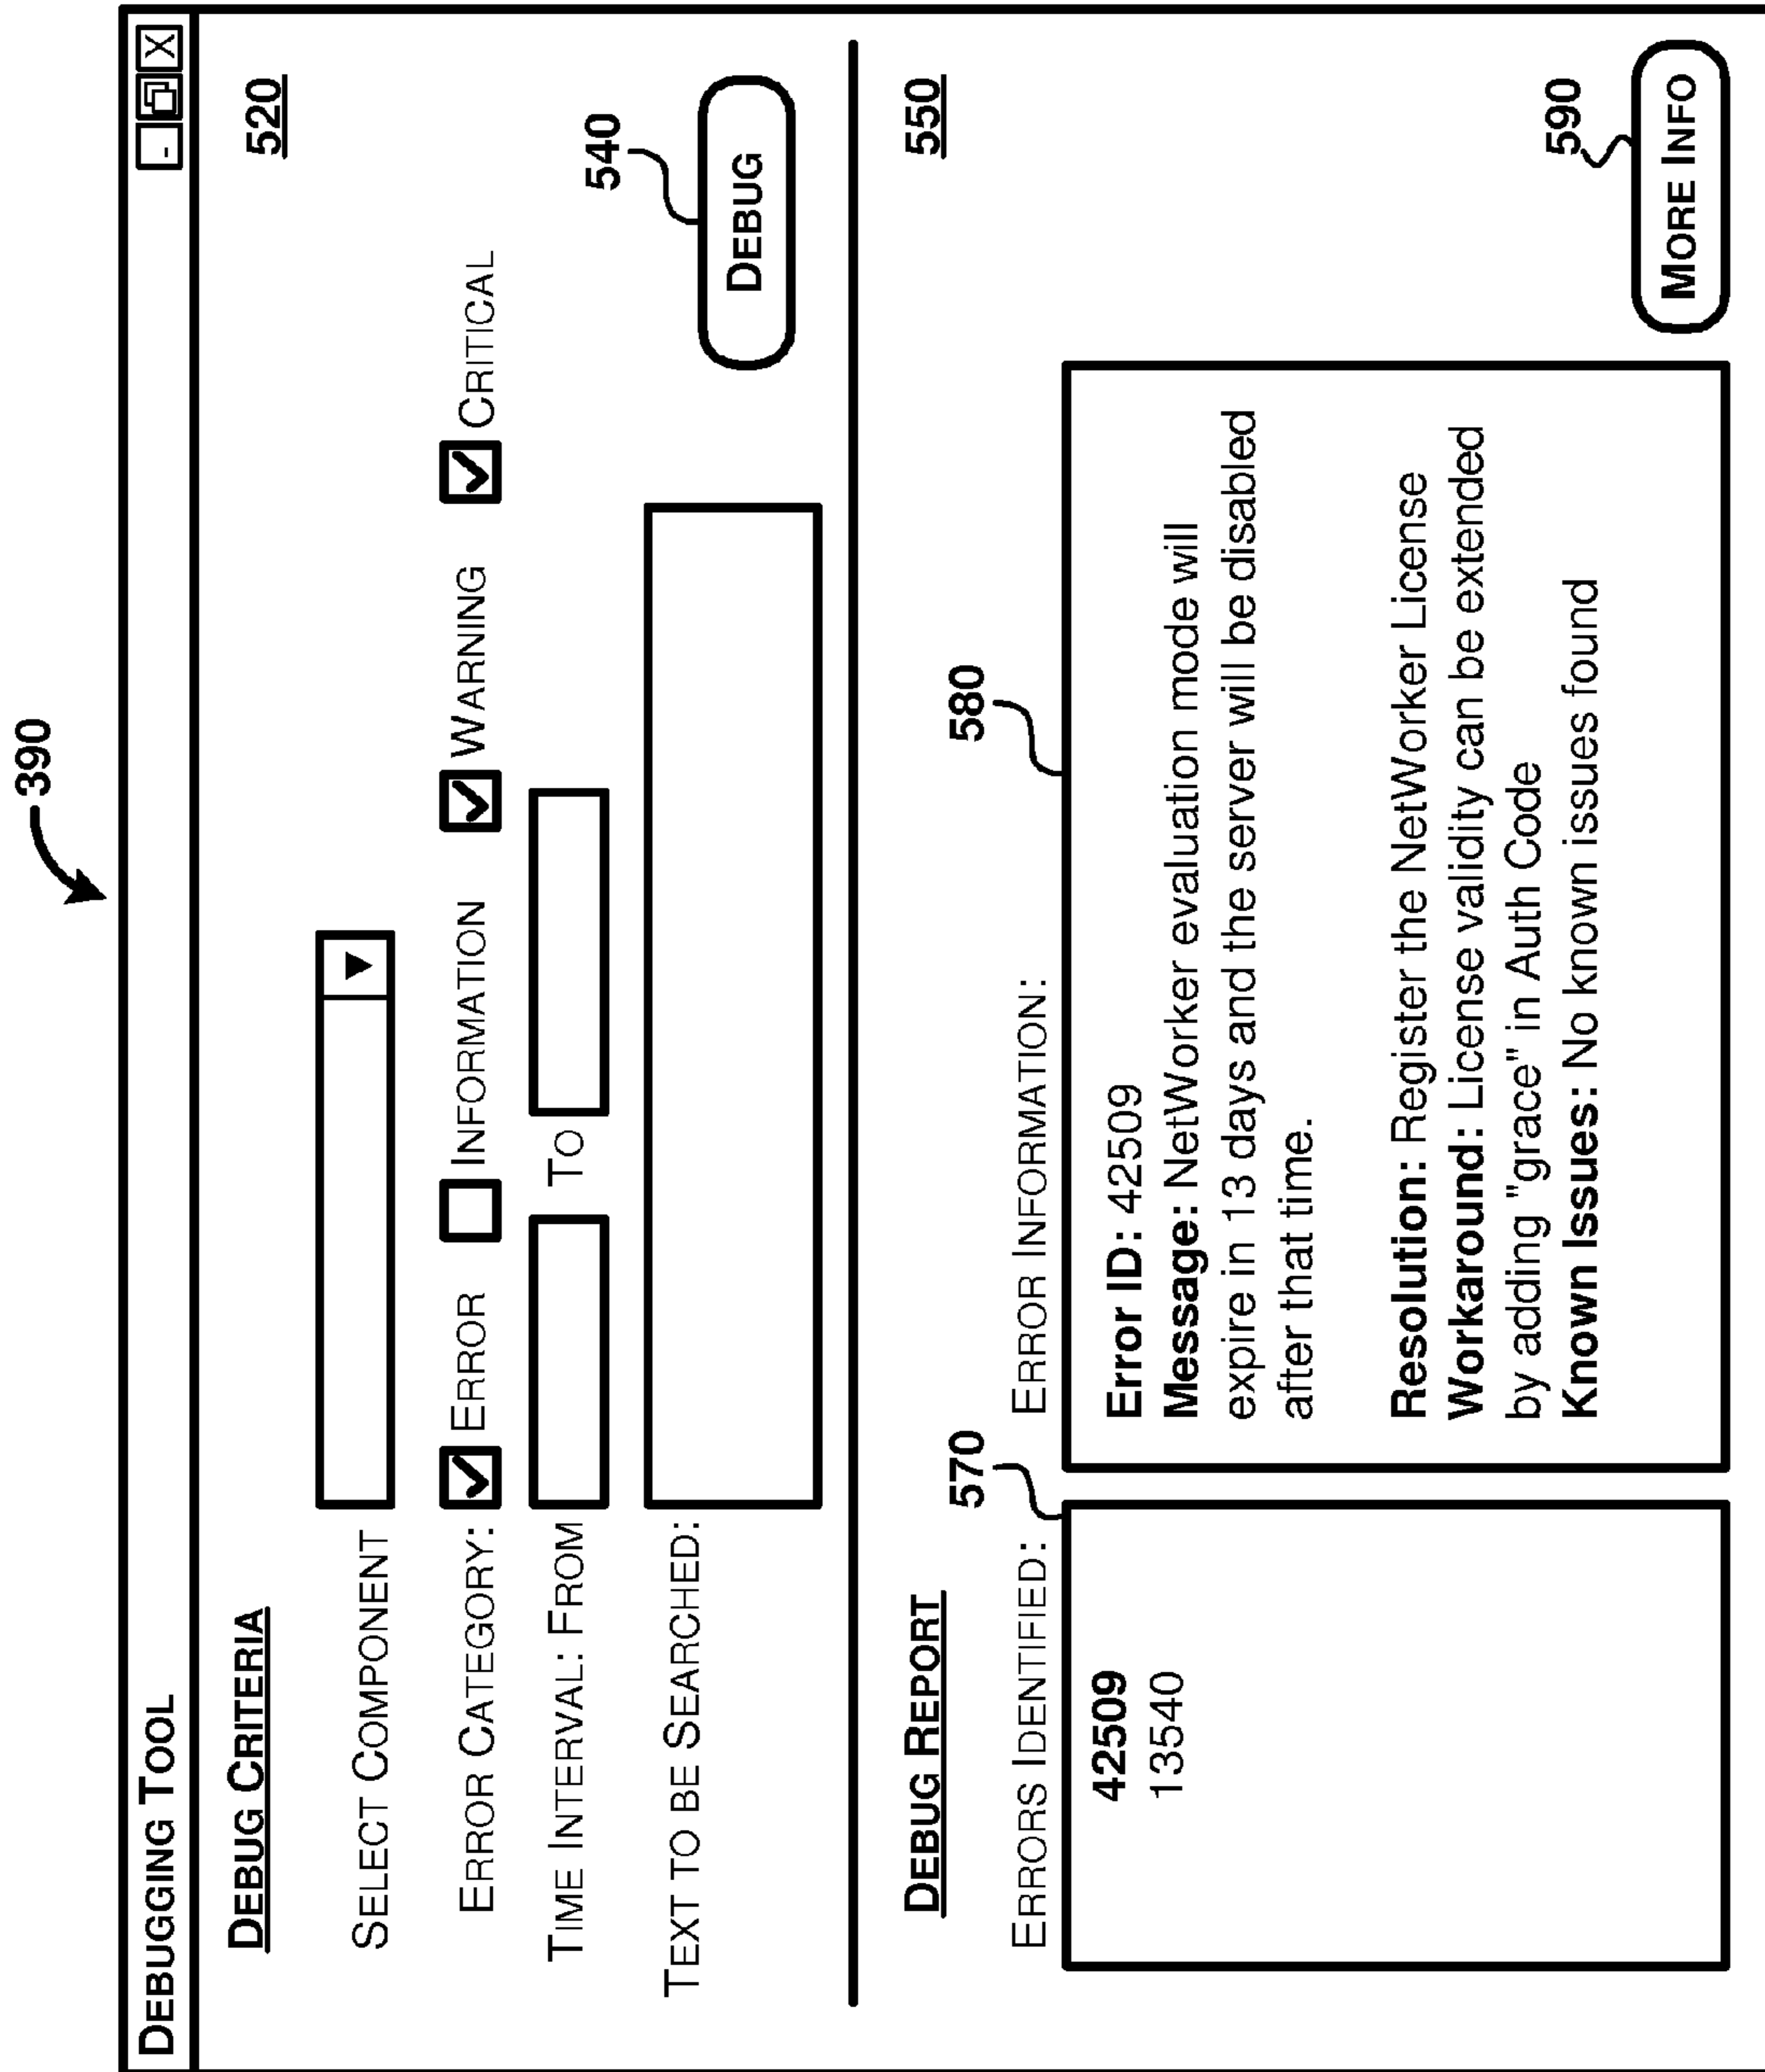 390
DEBUGGING TOOL - X
DEBUG CRITERIA 520
SELECT COMPONENT
ERROR CATEGORY: ERROR INFORMATION WARNING CRITICAL
TIME INTERVAL: FROM TO
540
TEXT TO BE SEARCHED: DEBUG
DEBUG REPORT 550
570 580
ERRORS IDENTIFIED: ERROR INFORMATION:
42509
13540
Error ID: 42509
Message: NetWorker evaluation mode will
expire in 13 days and the server will be disabled
after that time.
Resolution: Register the NetWorker License
Workaround: License validity can be extended
by adding "grace" in Auth Code
Known Issues: No known issues found
590
MORE INFO